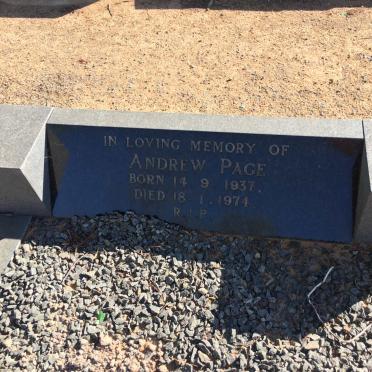 IN LOVING MEMORY OF
ANDREW PAGE
BORN 14 . 9 . 1937.
DIED 18 . 1 . 1974
R.I.P.